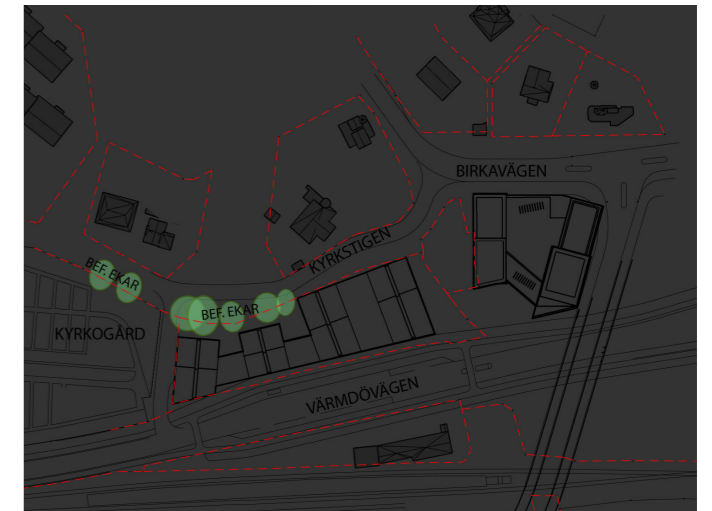 BIRKAVÄGEN
KYRKSTIGEN
BEF. EKAR
BEF. EKAR
KYRKOGÅRD
VÄRMDÖVÄGEN